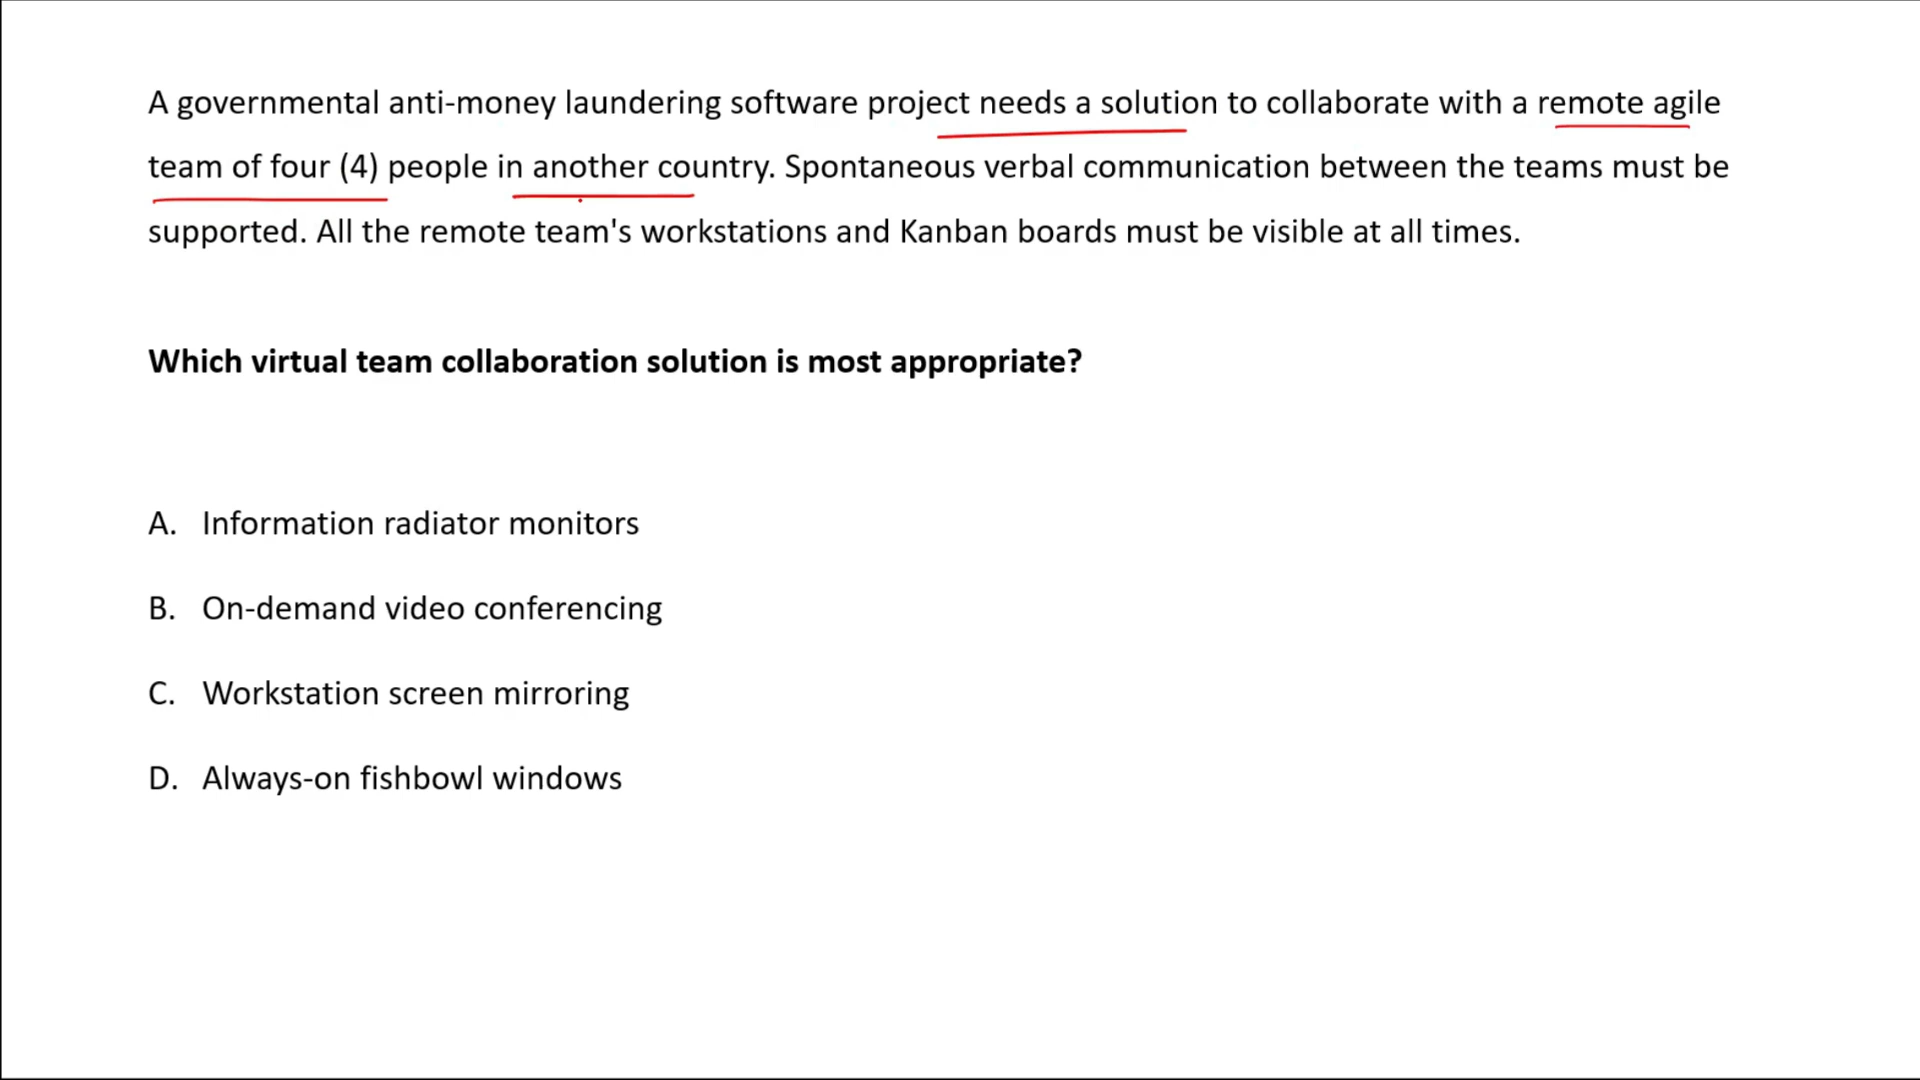 A governmental anti-money laundering software project needs a solution to collaborate with a remote agile
team of four (4) people in another country. Spontaneous verbal communication between the teams must be
supported. All the remote team's workstations and Kanban boards must be visible at all times.
Which virtual team collaboration solution is most appropriate?
A. Information radiator monitors
B. On-demand video conferencing
C. Workstation screen mirroring
D. Always-on fishbowl windows